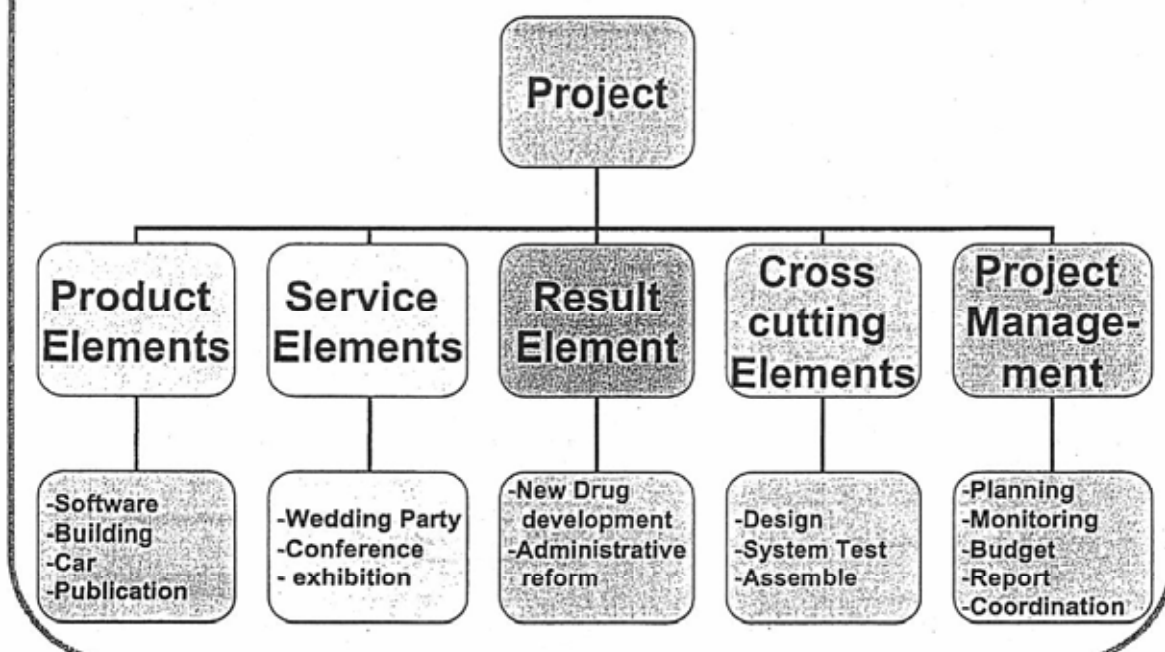 Project
Product
Elements
Service
Elements
Result
Element
Cross
cutting
Elements
Project
Manage-
ment
-Software
-Building
-Car
-Publication
-Wedding Party
-Conference
- exhibition
-New Drug
development
-Administrative
reform
-Design
-System Test
-Assemble
-Planning
-Monitoring
-Budget
-Report
-Coordination